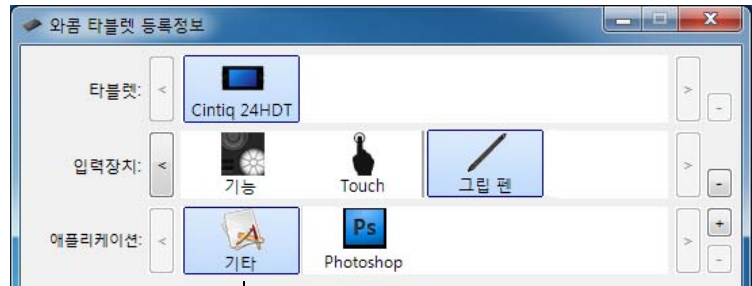 와콤 타블렛 등록정보
타블렛: < Cintiq 24HDT > -
입력장치: < 기능 Touch 그립 펜 > -
애플리케이션: < 기타 Ps Photoshop > + -